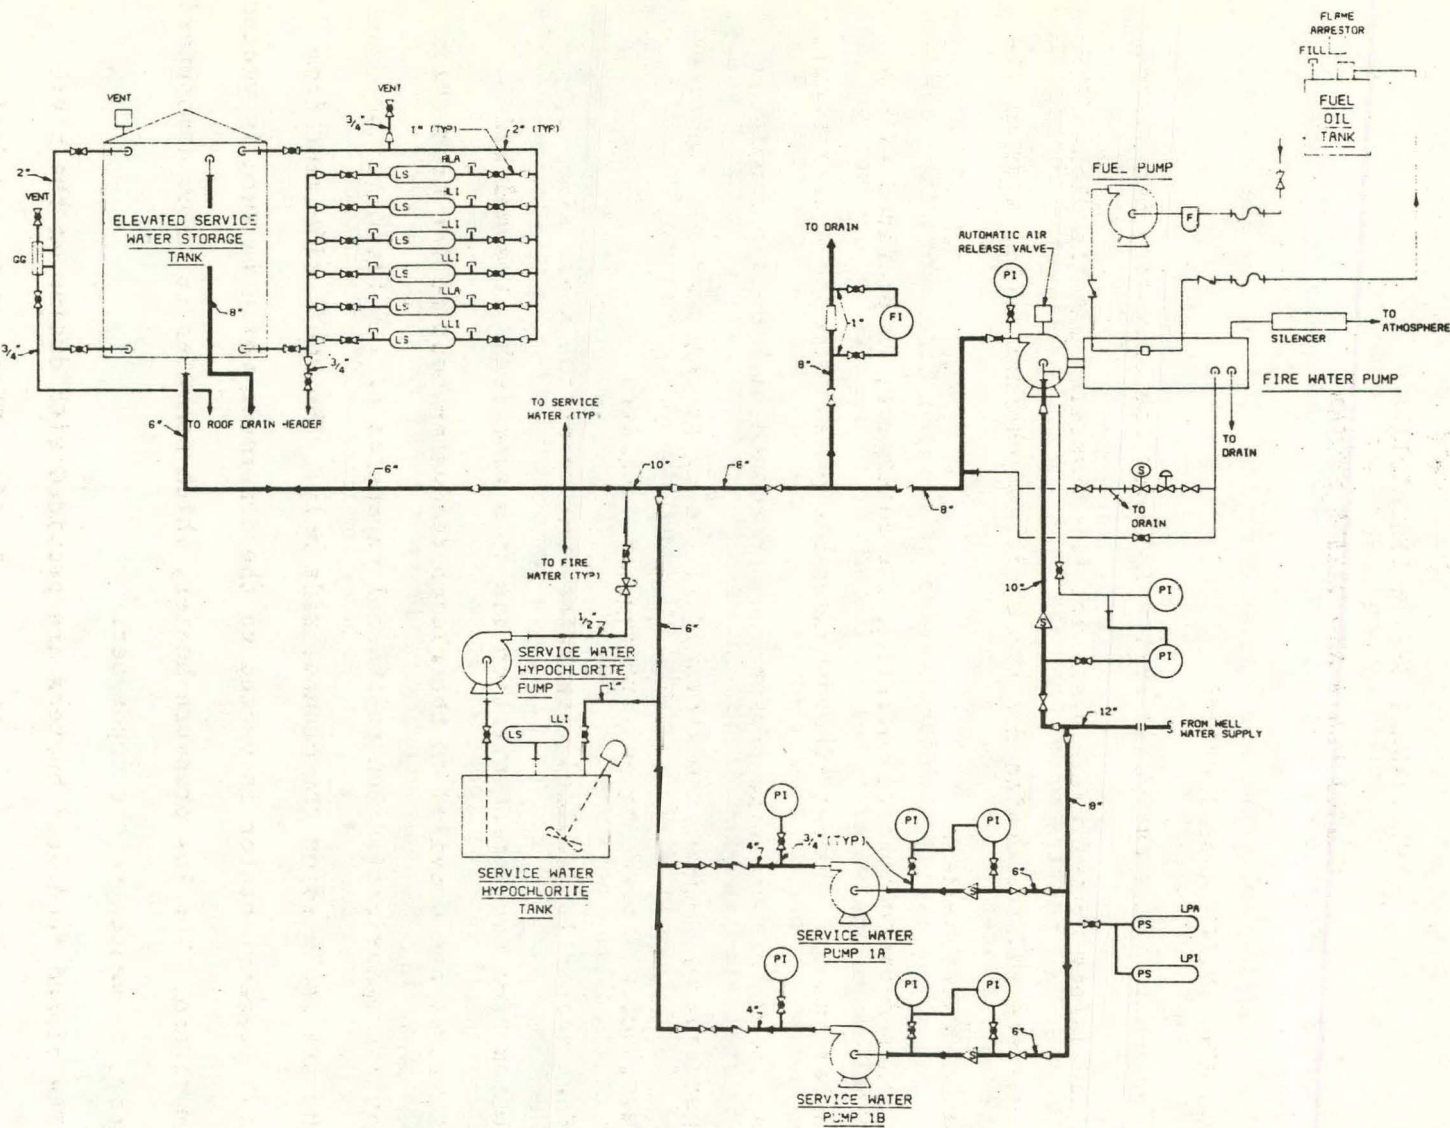 FLAME
ARRESTOR
FILL
FUEL
OIL
TANK
FUEL PUMP
F
VENT
2"
VENT
GG
3/4"
ELEVATED SERVICE
WATER STORAGE
TANK
8"
6"
TO ROOF DRAIN HEADER
VENT
3/4"
1" (TYP)
2" (TYP)
HLA
LS
HLI
LS
LLI
LS
LLI
LS
LLA
LS
LLI
LS
3/4"
TO DRAIN
1"
FI
8"
AUTOMATIC AIR
RELEASE VALVE
PI
SILENCER
TO
ATMOSPHERE
FIRE WATER PUMP
TO
DRAIN
S
TO
DRAIN
TO SERVICE
WATER (TYP)
6"
10"
8"
8"
TO FIRE
WATER (TYP)
1/2"
SERVICE WATER
HYPOCHLORITE
PUMP
6"
1"
LLI
LS
SERVICE WATER
HYPOCHLORITE
TANK
10"
S
PI
PI
12"
FROM WELL
WATER SUPPLY
8"
PI
4"
3/4" (TYP)
PI
PI
6"
S
SERVICE WATER
PUMP 1A
LPA
PS
LPI
PS
PI
4"
PI
PI
6"
S
SERVICE WATER
PUMP 1B